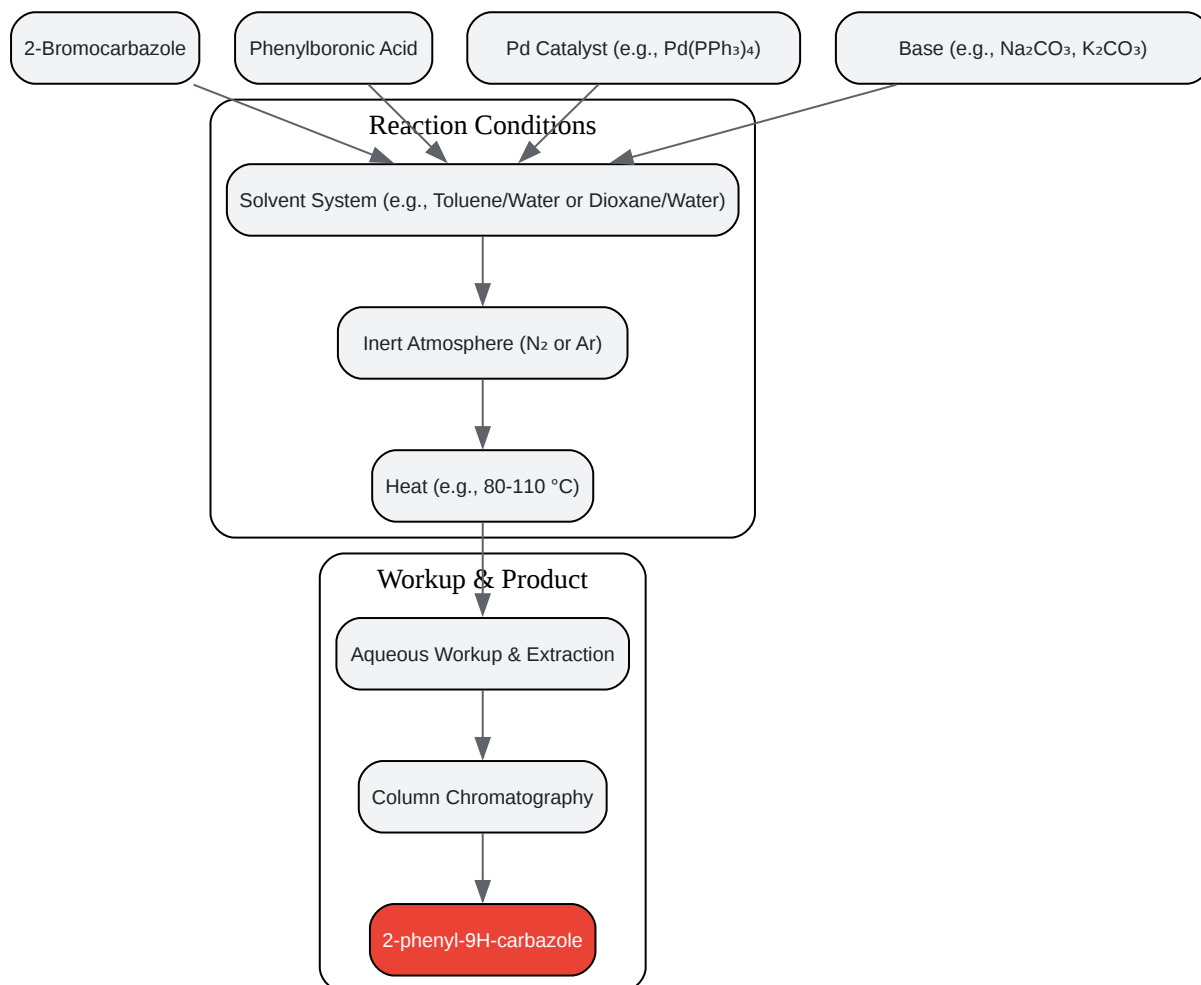 2-Bromocarbazole
Phenylboronic Acid
Pd Catalyst (e.g., Pd(PPh₃)₄)
Base (e.g., Na₂CO₃, K₂CO₃)
Reaction Conditions
Solvent System (e.g., Toluene/Water or Dioxane/Water)
Inert Atmosphere (N₂ or Ar)
Heat (e.g., 80-110 °C)
Workup & Product
Aqueous Workup & Extraction
Column Chromatography
2-phenyl-9H-carbazole